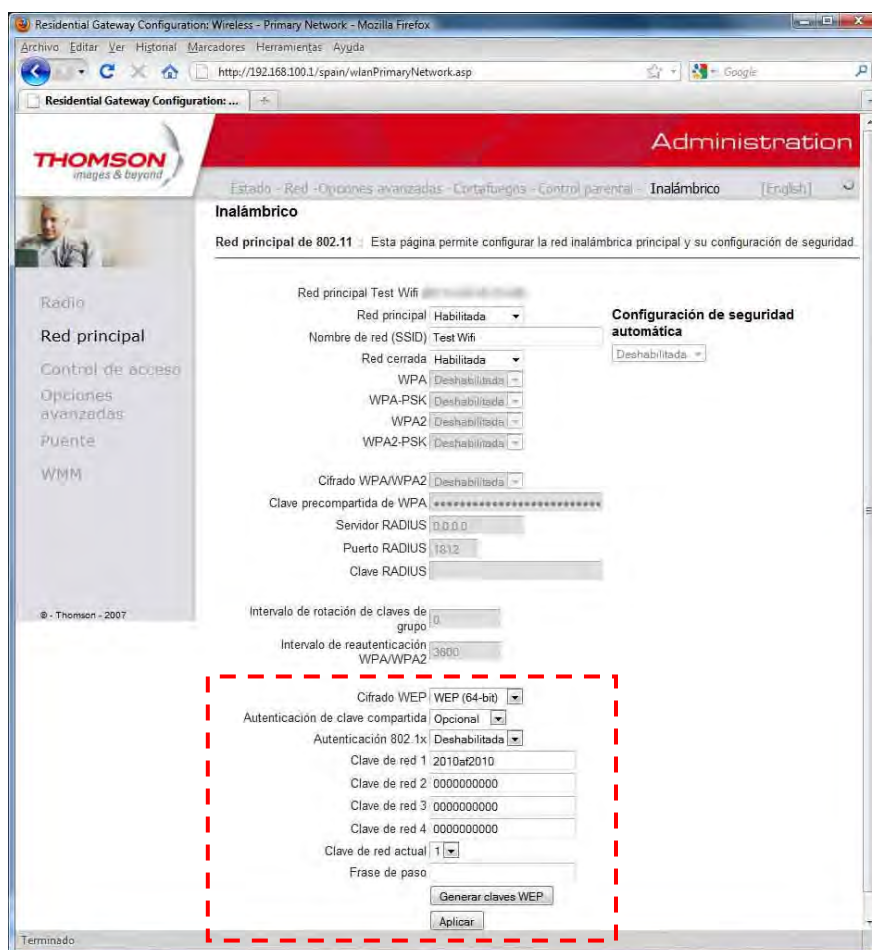 Residential Gateway Configuration: Wireless - Primary Network - Mozilla Firefox
Archivo Editar Ver Historial Marcadores Herramientas Ayuda
http://192.168.100.1/spain/wlanPrimaryNetwork.asp
Google
Residential Gateway Configuration: ...
THOMSON
images & beyond
Administration
Estado - Red -Opciones avanzadas - Cortafuegos - Control parental - Inalámbrico [English]
Inalámbrico
Red principal de 802.11 : Esta página permite configurar la red inalámbrica principal y su configuración de seguridad.
Radio
Red principal
Control de acceso
Opciones
avanzadas
Puente
WMM
© - Thomson - 2007
Red principal Test Wifi
Red principal Habilitada
Nombre de red (SSID) Test Wifi
Red cerrada Habilitada
WPA Deshabilitada
WPA-PSK Deshabilitada
WPA2 Deshabilitada
WPA2-PSK Deshabilitada
Configuración de seguridad
automática
Deshabilitada
Cifrado WPA/WPA2 Deshabilitada
Clave precompartida de WPA
Servidor RADIUS 0.0.0.0
Puerto RADIUS 1812
Clave RADIUS
Intervalo de rotación de claves de
grupo 0
Intervalo de reautenticación
WPA/WPA2 3600
Cifrado WEP WEP (64-bit)
Autenticación de clave compartida Opcional
Autenticación 802.1x Deshabilitada
Clave de red 1 2010af2010
Clave de red 2 0000000000
Clave de red 3 0000000000
Clave de red 4 0000000000
Clave de red actual 1
Frase de paso
Generar claves WEP
Aplicar
Terminado